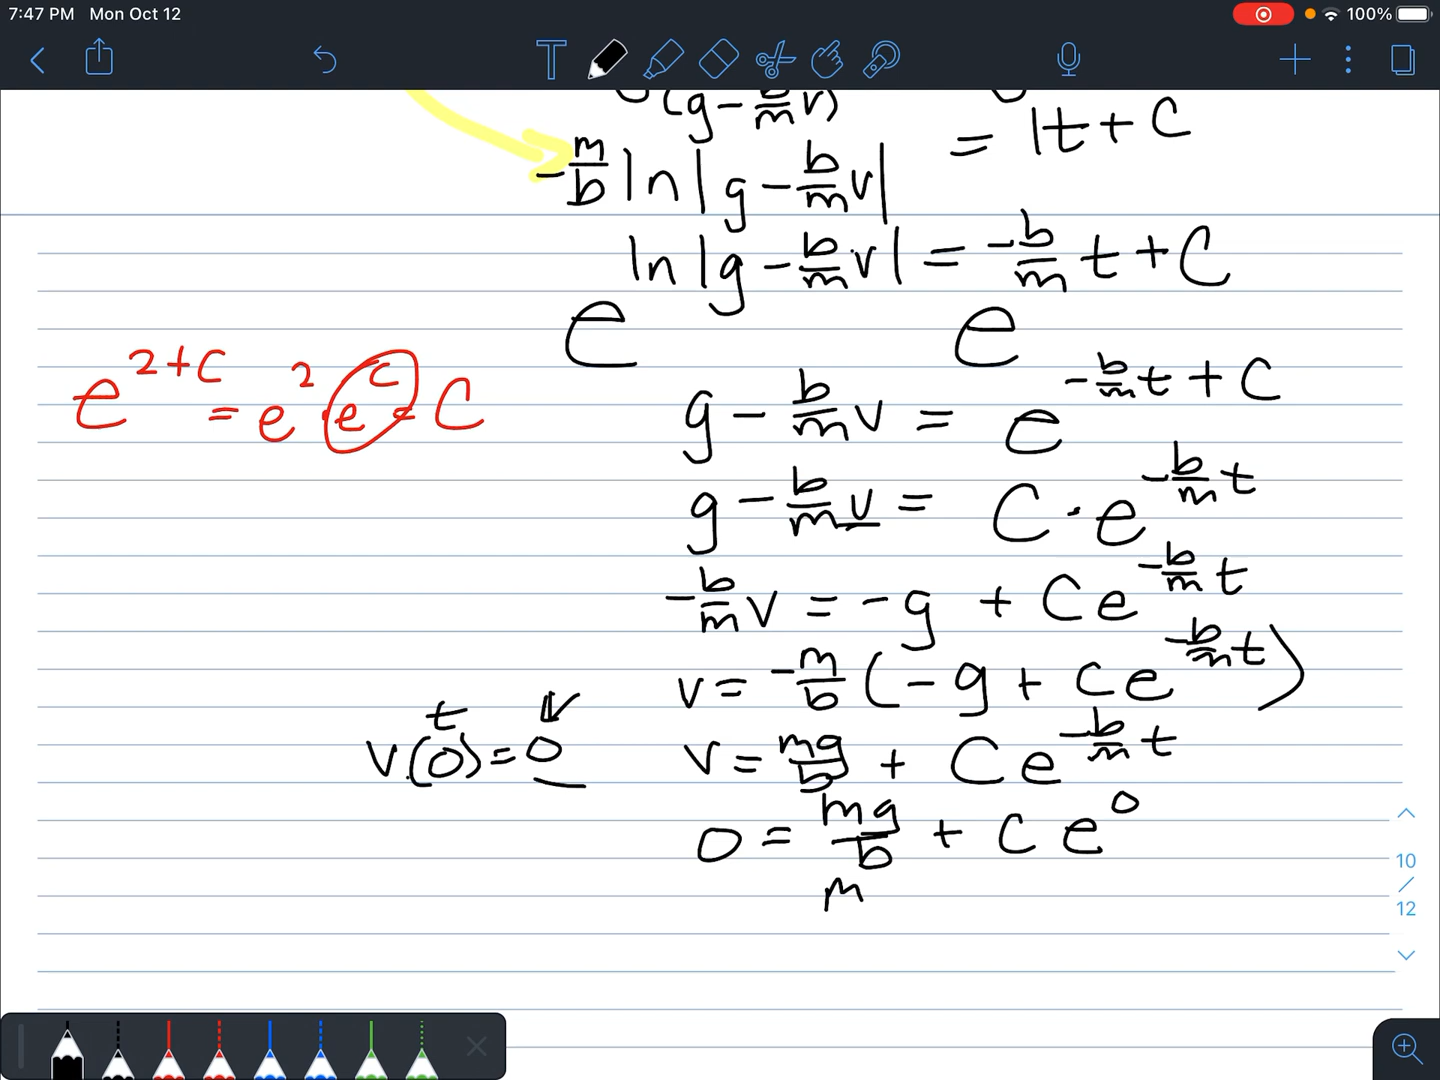 7:47 PM Mon Oct 12
100%
T
(g - b/m v)
= 1t + C
-m/b ln|g - b/m v|
ln|g - b/m v| = -b/m t + C
e e
e^(2+C) = e^2 · e^C = C
g - b/m v = e^(-b/m t + C)
g - b/m v = C · e^(-b/m t)
-b/m v = -g + Ce^(-b/m t)
v = -m/b (-g + Ce^(-b/m t))
t
v(0) = 0
v = mg/b + Ce^(-b/m t)
0 = mg/b + Ce^0
m
10
/
12